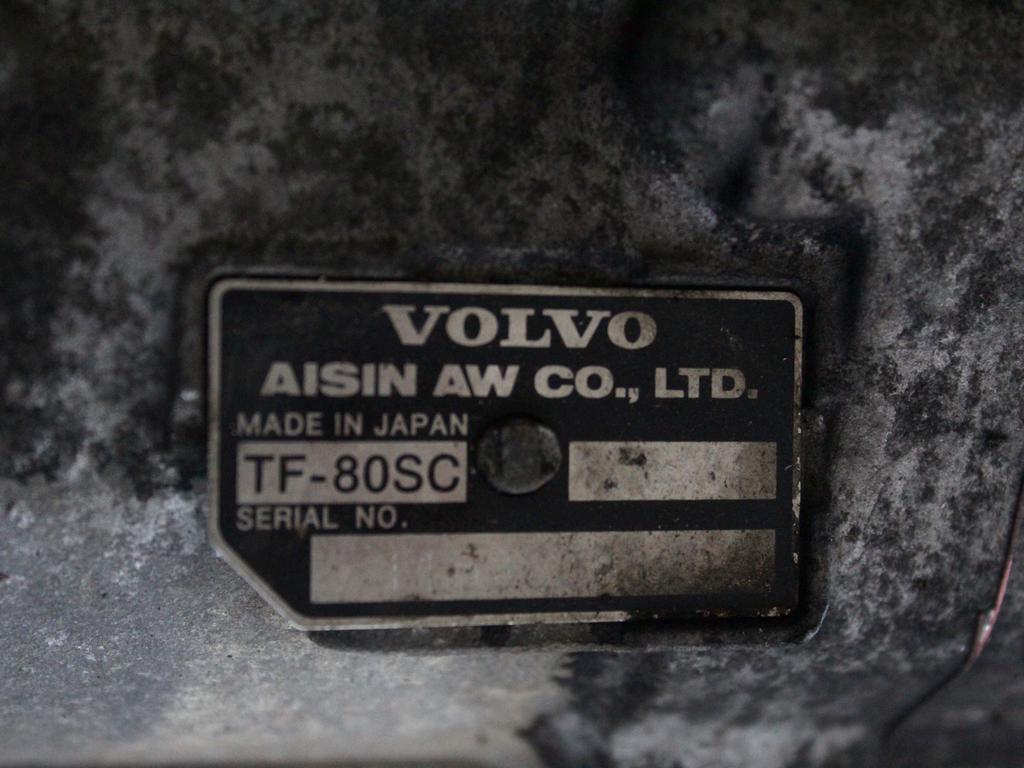 VOLVO
AISIN AW CO., LTD.
MADE IN JAPAN
TF-80SC
SERIAL NO.